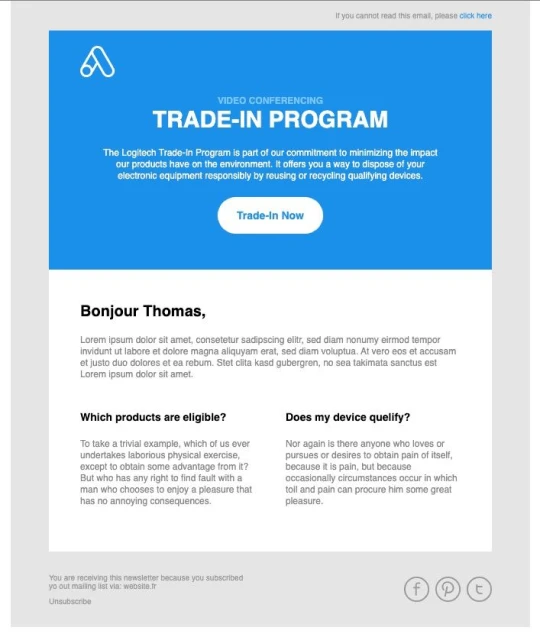 If you cannot read this email, please click here
VIDEO CONFERENCING
TRADE-IN PROGRAM
The Logitech Trade-In Program is part of our commitment to minimizing the impact
our products have on the environment. It offers you a way to dispose of your
electronic equipment responsibly by reusing or recycling qualifying devices.
Trade-In Now
Bonjour Thomas,
Lorem ipsum dolor sit amet, consetetur sadipscing elitr, sed diam nonumy eirmod tempor
invidunt ut labore et dolore magna aliquyam erat, sed diam voluptua. At vero eos et accusam
et justo duo dolores et ea rebum. Stet clita kasd gubergren, no sea takimata sanctus est
Lorem ipsum dolor sit amet.
Which products are eligible?
To take a trivial example, which of us ever
undertakes laborious physical exercise,
except to obtain some advantage from it?
But who has any right to find fault with a
man who chooses to enjoy a pleasure that
has no annoying consequences.
Does my device quelify?
Nor again is there anyone who loves or
pursues or desires to obtain pain of itself,
because it is pain, but because
occasionally circumstances occur in which
toil and pain can procure him some great
pleasure.
You are receiving this newsletter because you subscribed
yo out mailing list via: website.fr
Unsubscribe